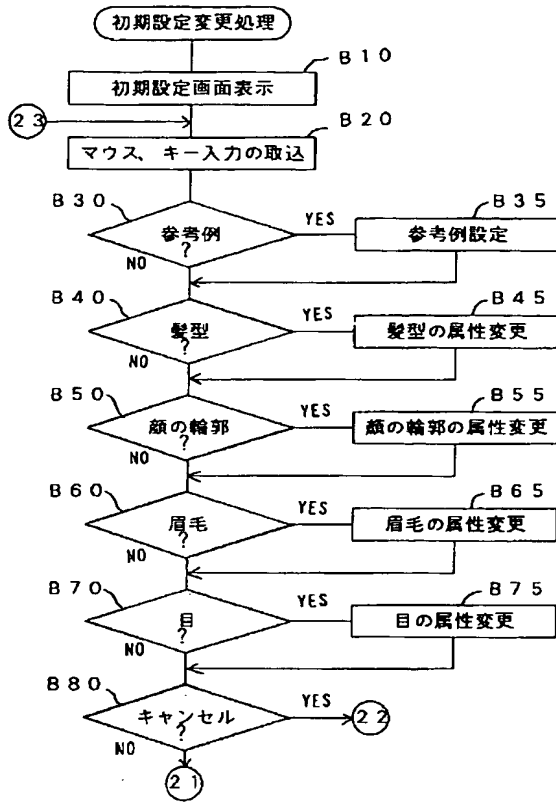 初期設定変更処理
B10
初期設定画面表示
23
B20
マウス、キー入力の取込
B30
参考例
?
YES
NO
B35
参考例設定
B40
髪型
?
YES
NO
B45
髪型の属性変更
B50
顔の輪郭
?
YES
NO
B55
顔の輪郭の属性変更
B60
眉毛
?
YES
NO
B65
眉毛の属性変更
B70
目
?
YES
NO
B75
目の属性変更
B80
キャンセル
?
YES
22
NO
21